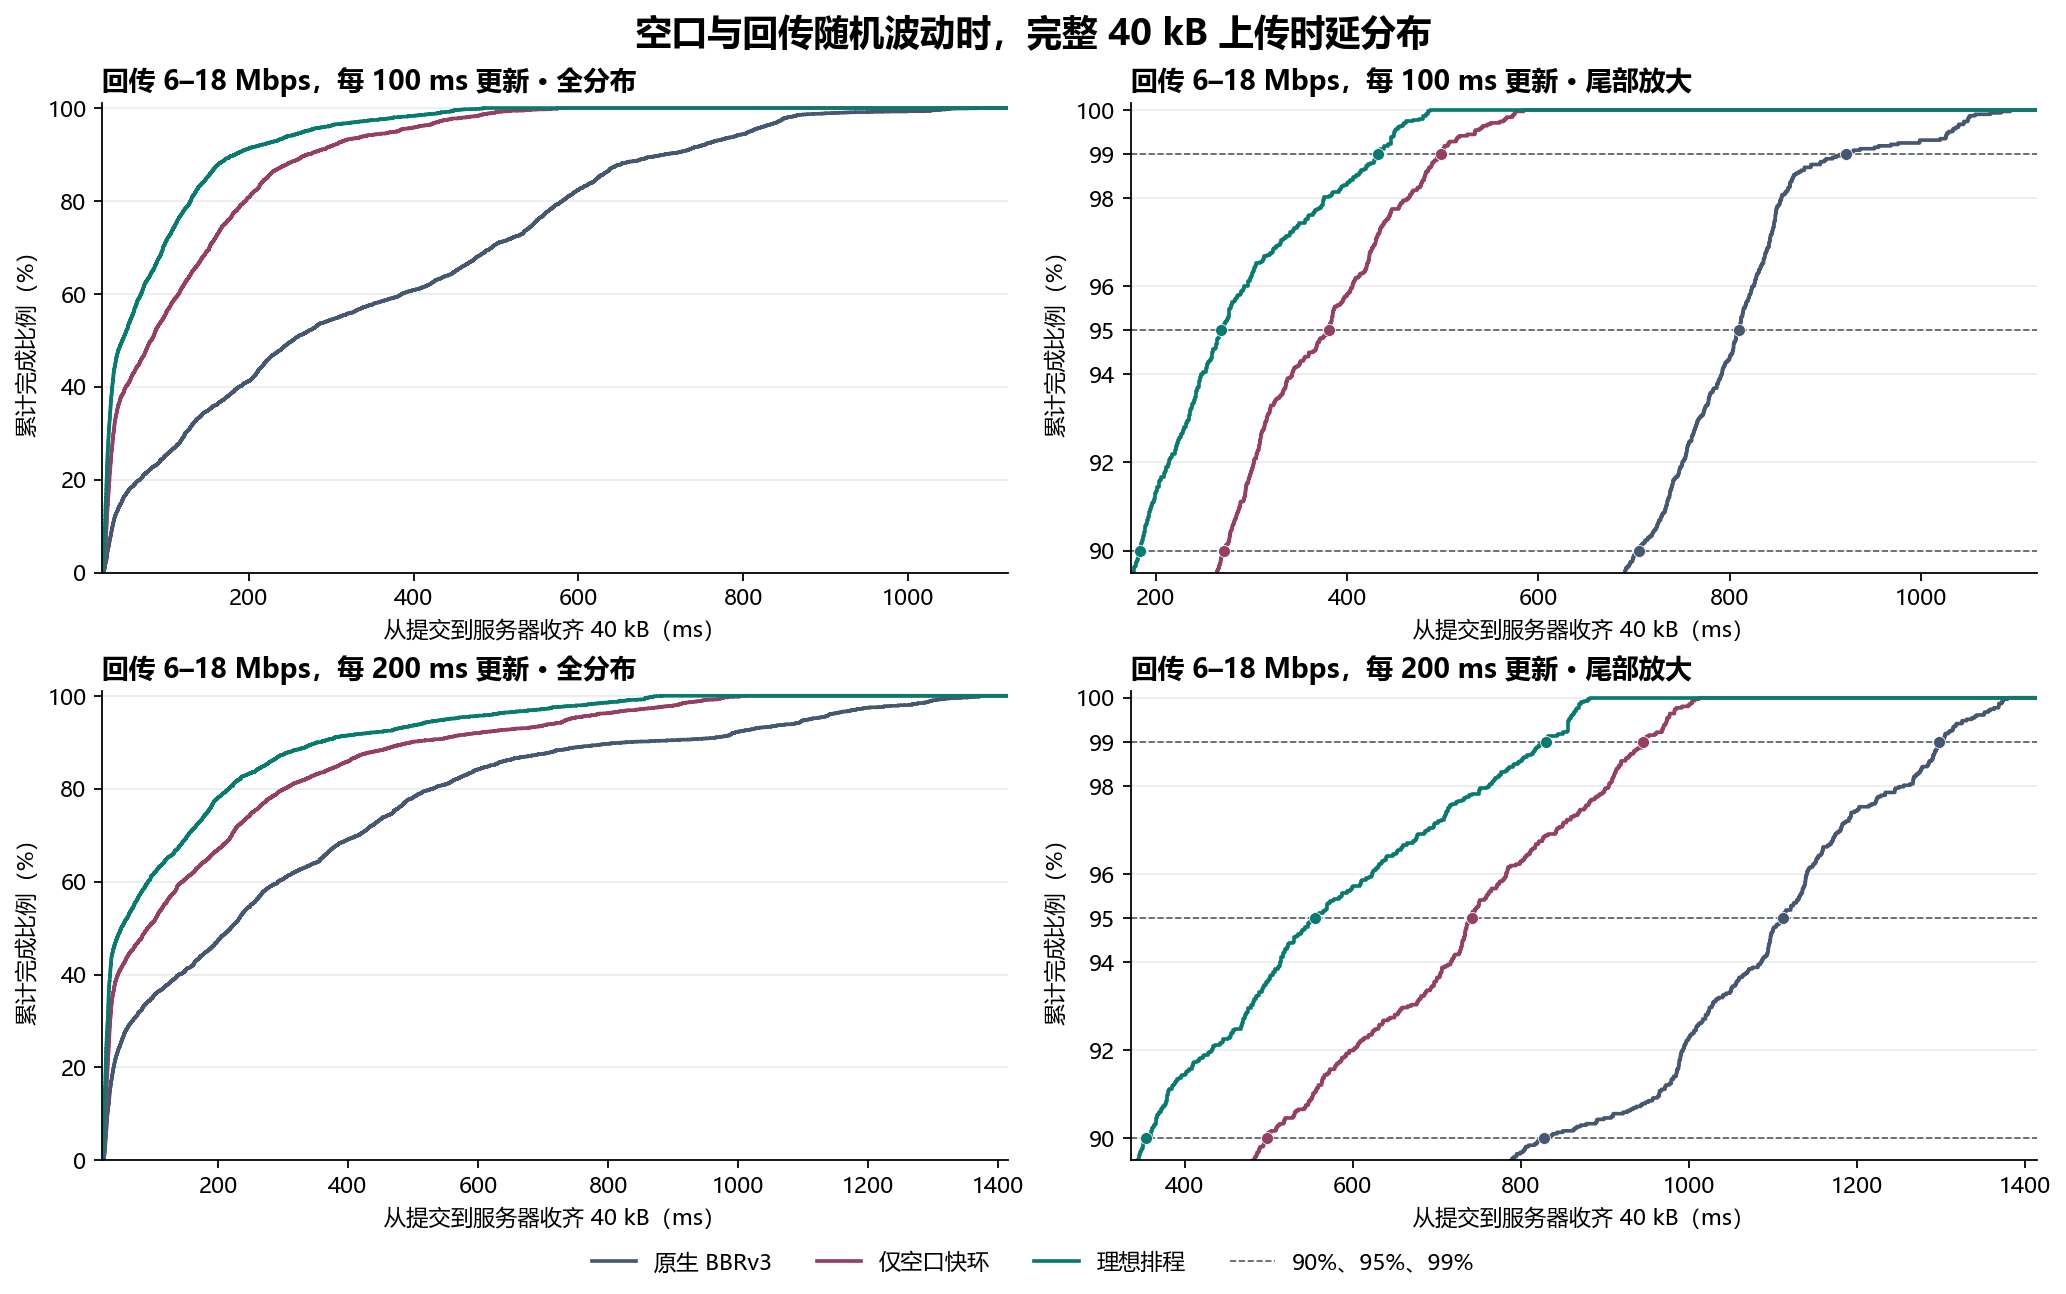 空口与回传随机波动时，完整 40 kB 上传时延分布
回传 6–18 Mbps，每 100 ms 更新 • 全分布
累计完成比例（%）
100
80
60
40
20
0
200 400 600 800 1000
从提交到服务器收齐 40 kB（ms）
回传 6–18 Mbps，每 100 ms 更新 • 尾部放大
累计完成比例（%）
100
99
98
96
95
94
92
90
200 400 600 800 1000
从提交到服务器收齐 40 kB（ms）
回传 6–18 Mbps，每 200 ms 更新 • 全分布
累计完成比例（%）
100
80
60
40
20
0
200 400 600 800 1000 1200 1400
从提交到服务器收齐 40 kB（ms）
回传 6–18 Mbps，每 200 ms 更新 • 尾部放大
累计完成比例（%）
100
99
98
96
95
94
92
90
400 600 800 1000 1200 1400
从提交到服务器收齐 40 kB（ms）
原生 BBRv3 仅空口快环 理想排程 90%、95%、99%